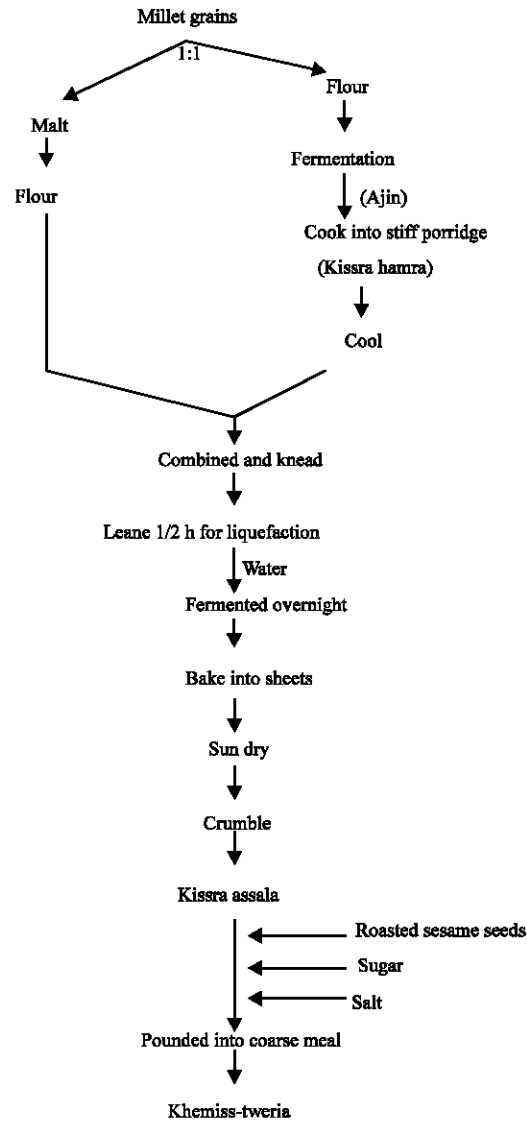 Millet grains
1:1
Flour
Malt
Fermentation
Flour
(Ajin)
Cook into stiff porridge
(Kissra hamra)
Cool
Combined and knead
Leane 1/2 h for liquefaction
Water
Fermented overnight
Bake into sheets
Sun dry
Crumble
Kissra assala
Roasted sesame seeds
Sugar
Salt
Pounded into coarse meal
Khemiss-tweria